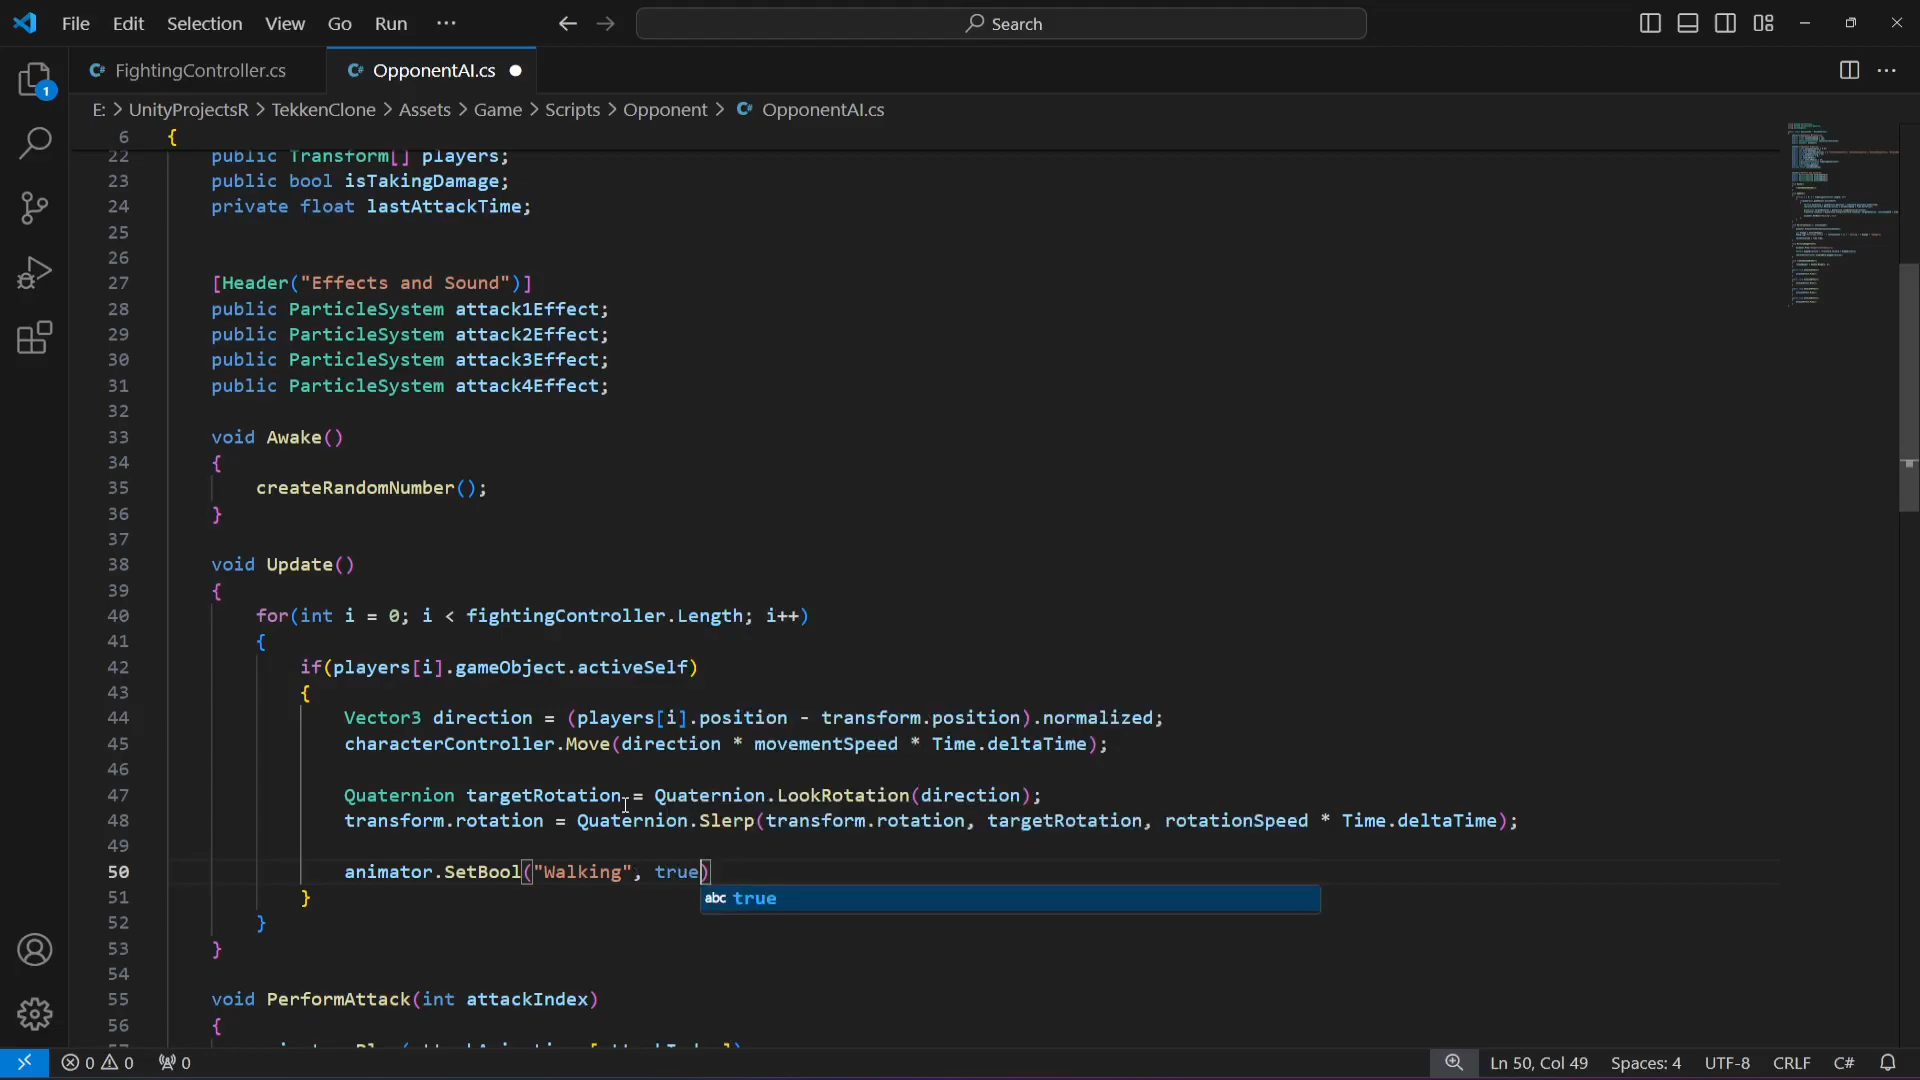 File Edit Selection View Go Run ··· Search
FightingController.cs OpponentAI.cs
E: > UnityProjectsR > TekkenClone > Assets > Game > Scripts > Opponent > OpponentAI.cs
6 {
22 public Transform[] players;
23 public bool isTakingDamage;
24 private float lastAttackTime;
25
26
27 [Header("Effects and Sound")]
28 public ParticleSystem attack1Effect;
29 public ParticleSystem attack2Effect;
30 public ParticleSystem attack3Effect;
31 public ParticleSystem attack4Effect;
32
33 void Awake()
34 {
35 createRandomNumber();
36 }
37
38 void Update()
39 {
40 for(int i = 0; i < fightingController.Length; i++)
41 {
42 if(players[i].gameObject.activeSelf)
43 {
44 Vector3 direction = (players[i].position - transform.position).normalized;
45 characterController.Move(direction * movementSpeed * Time.deltaTime);
46
47 Quaternion targetRotation = Quaternion.LookRotation(direction);
48 transform.rotation = Quaternion.Slerp(transform.rotation, targetRotation, rotationSpeed * Time.deltaTime);
49
50 animator.SetBool("Walking", true)
51 }
abc true
52 }
53 }
54
55 void PerformAttack(int attackIndex)
56 {
1
0 0 0 Ln 50, Col 49 Spaces: 4 UTF-8 CRLF C#